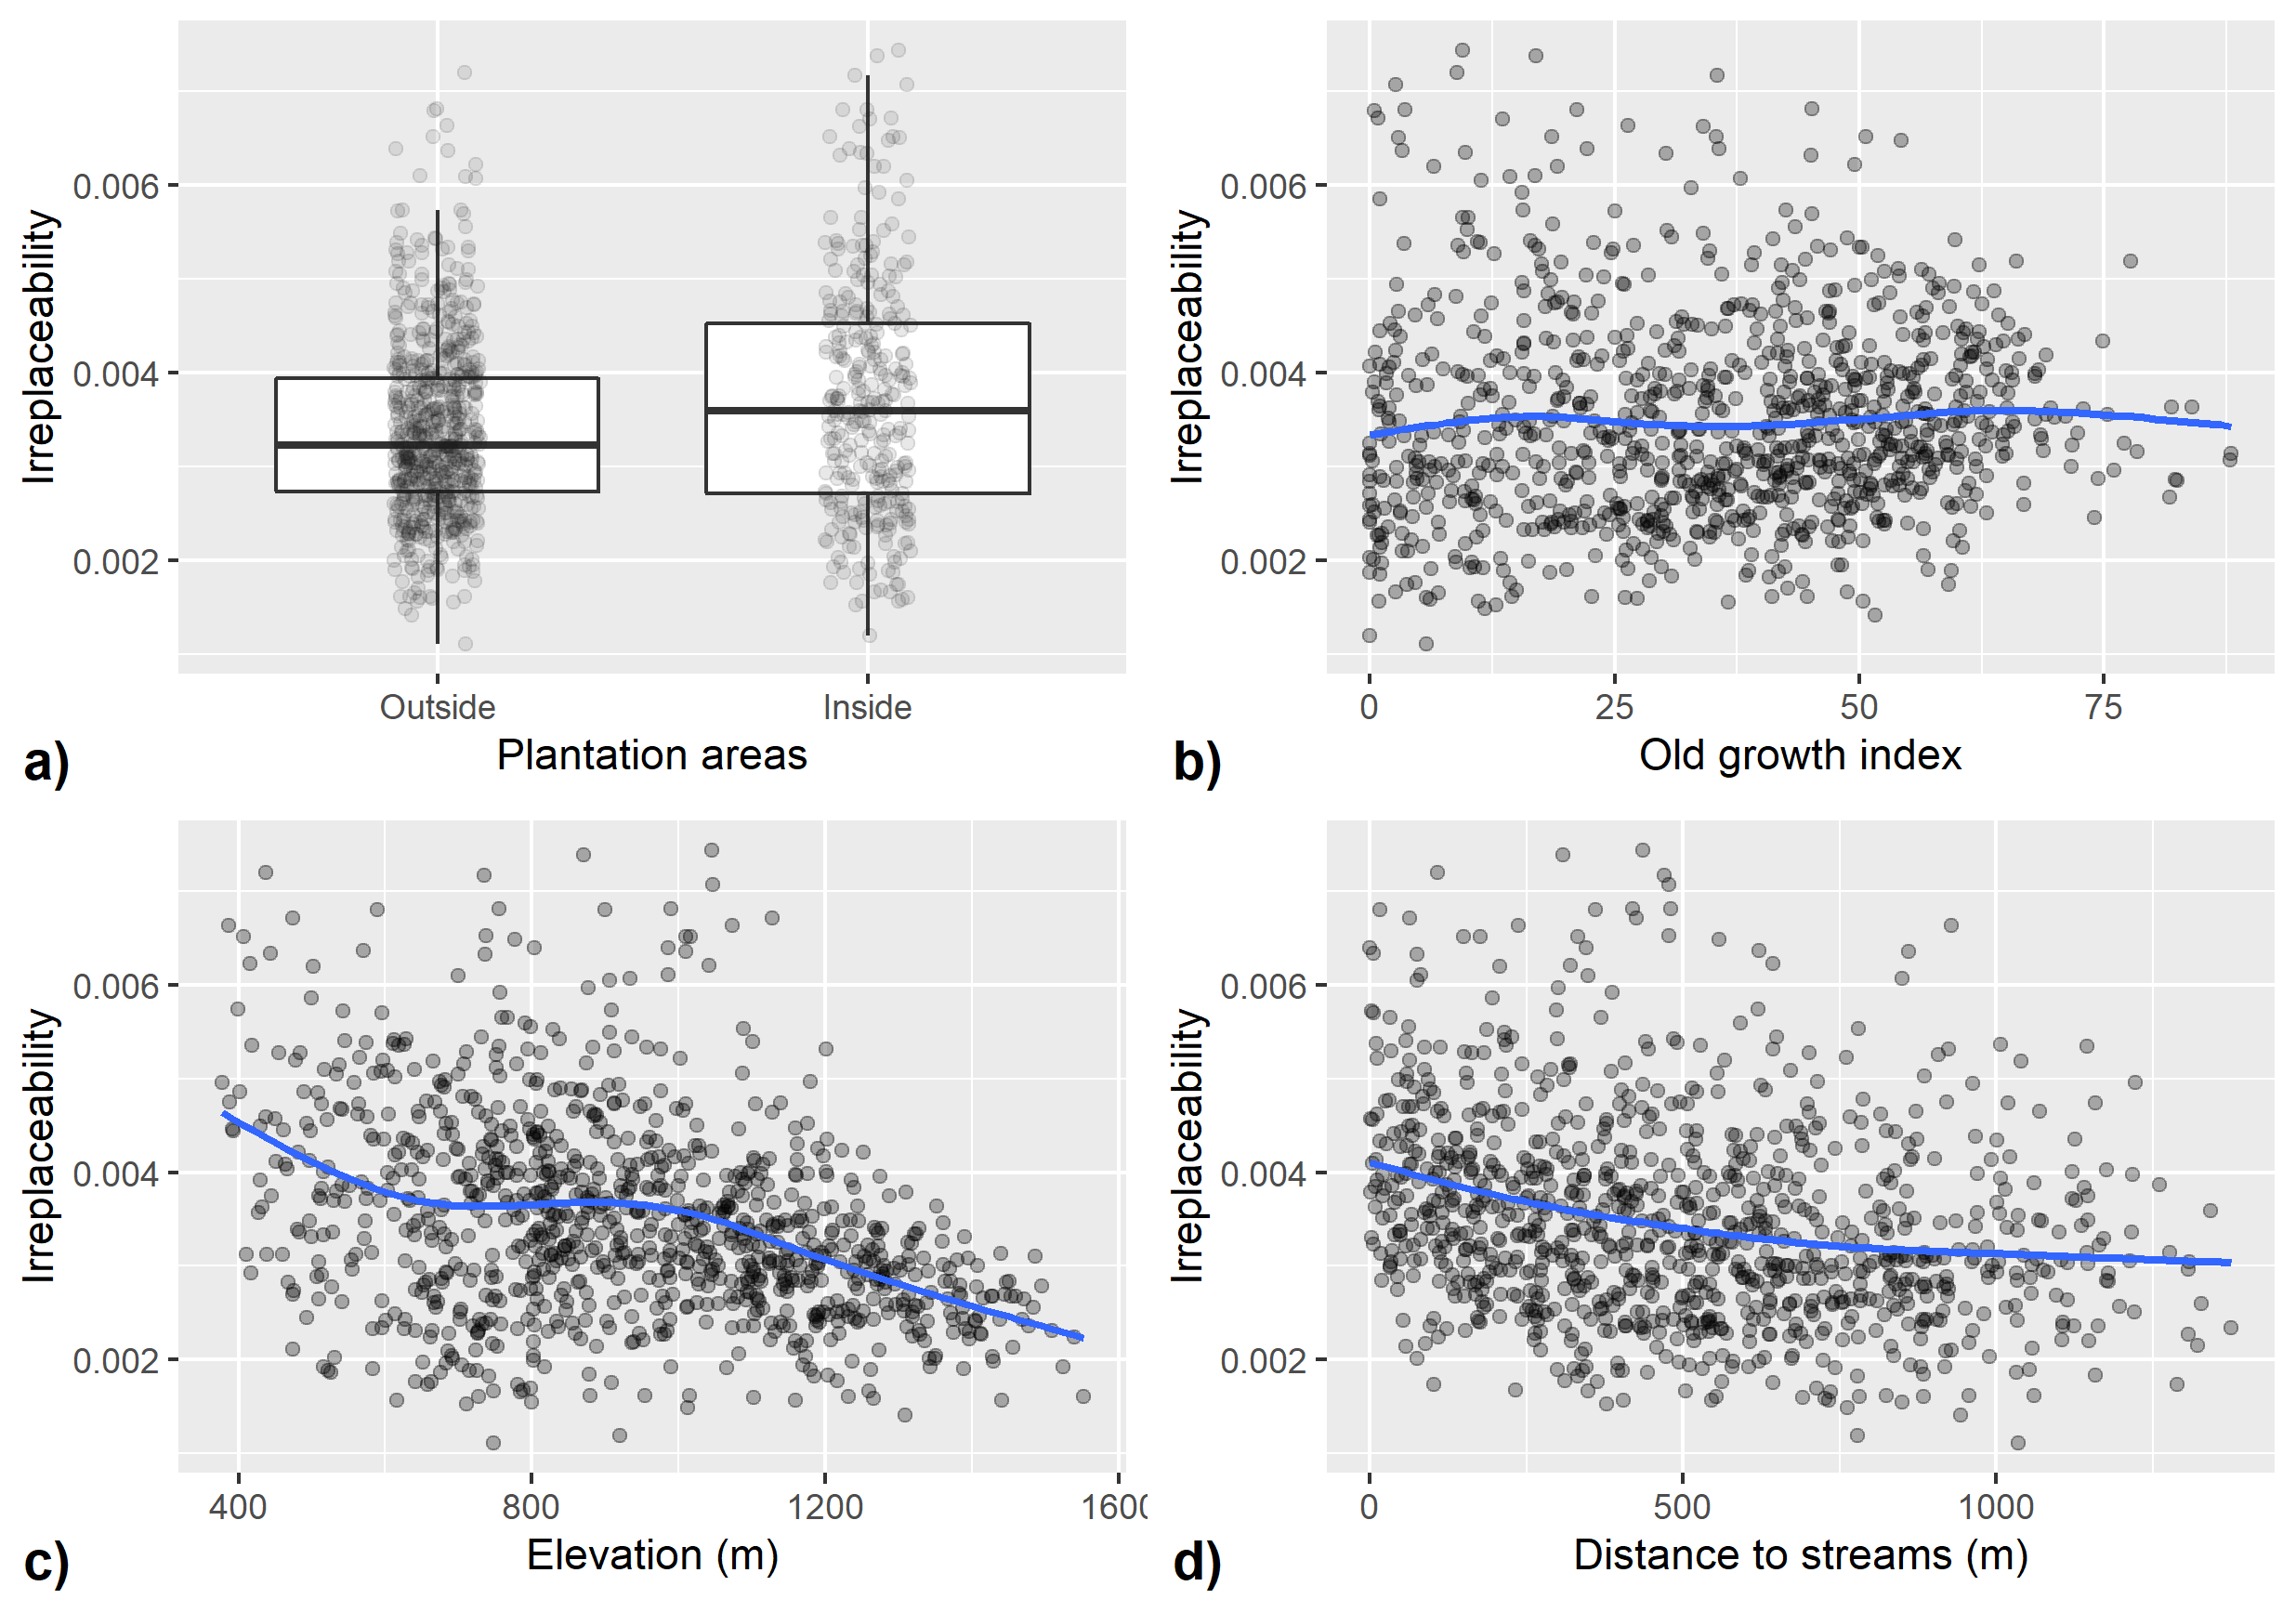 Irreplaceability
0.006
0.004
0.002
Outside
Inside
Plantation areas
a)
Irreplaceability
0.006
0.004
0.002
0
25
50
75
Old growth index
b)
Irreplaceability
0.006
0.004
0.002
400
800
1200
1600
Elevation (m)
c)
Irreplaceability
0.006
0.004
0.002
0
500
1000
Distance to streams (m)
d)